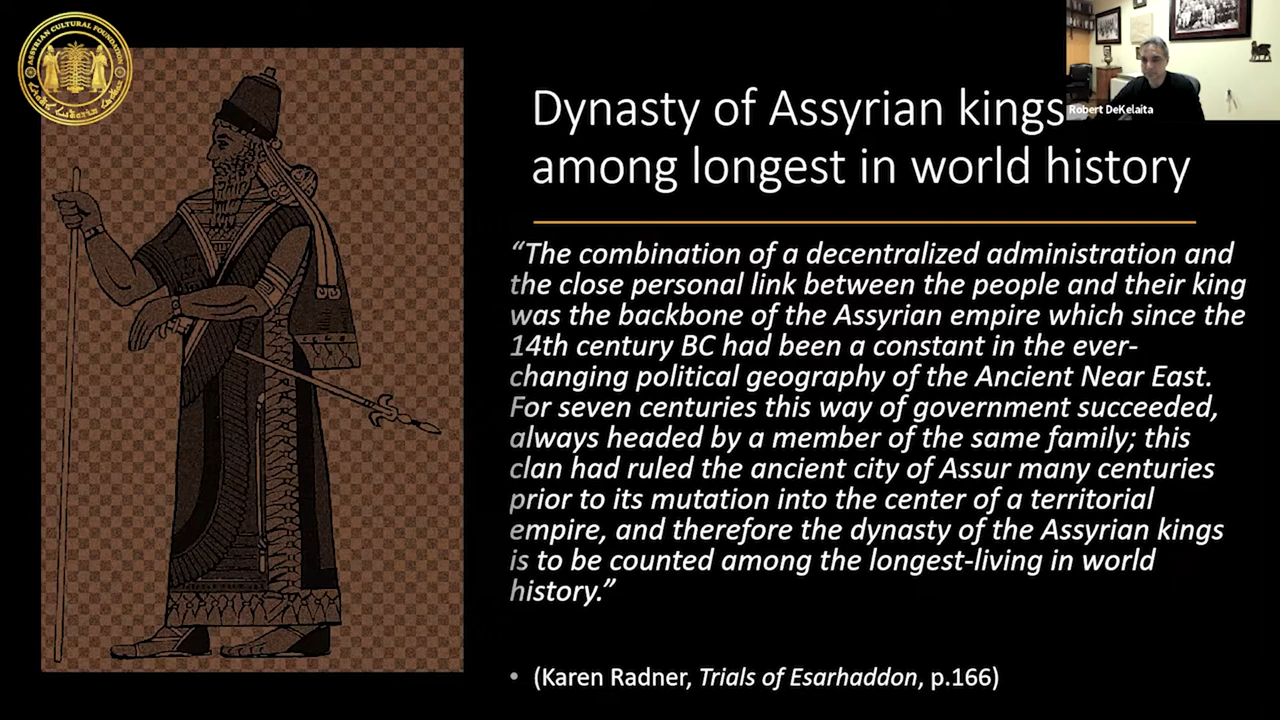 ASSYRIAN CULTURAL FOUNDATION
Robert DeKelaita
Dynasty of Assyrian kings
among longest in world history
“The combination of a decentralized administration and
the close personal link between the people and their king
was the backbone of the Assyrian empire which since the
14th century BC had been a constant in the ever-
changing political geography of the Ancient Near East.
For seven centuries this way of government succeeded,
always headed by a member of the same family; this
clan had ruled the ancient city of Assur many centuries
prior to its mutation into the center of a territorial
empire, and therefore the dynasty of the Assyrian kings
is to be counted among the longest-living in world
history.”
• (Karen Radner, Trials of Esarhaddon, p.166)